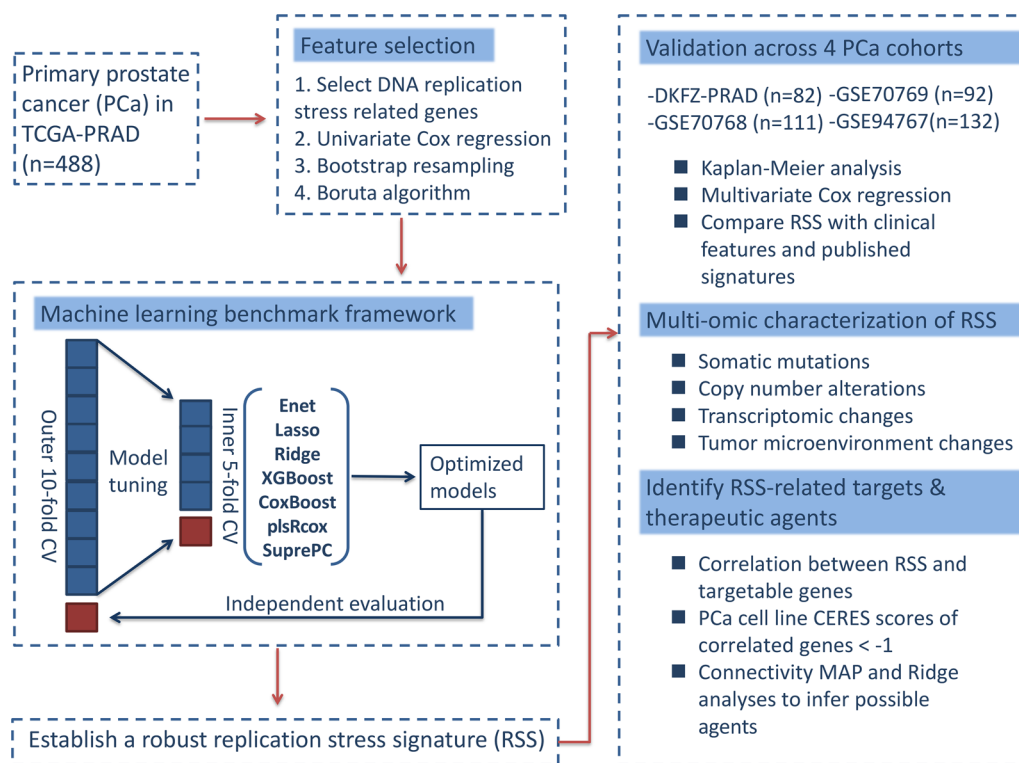 Primary prostate
cancer (PCa) in
TCGA-PRAD
(n=488)
Feature selection
1. Select DNA replication
stress related genes
2. Univariate Cox regression
3. Bootstrap resampling
4. Boruta algorithm
Machine learning benchmark framework
Outer 10-fold CV
Model
tuning
Inner 5-fold CV
Enet
Lasso
Ridge
XGBoost
CoxBoost
plsRcox
SuprePC
Optimized
models
Independent evaluation
Establish a robust replication stress signature (RSS)
Validation across 4 PCa cohorts
-DKFZ-PRAD (n=82) -GSE70769 (n=92)
-GSE70768 (n=111) -GSE94767(n=132)
Kaplan-Meier analysis
Multivariate Cox regression
Compare RSS with clinical
features and published
signatures
Multi-omic characterization of RSS
Somatic mutations
Copy number alterations
Transcriptomic changes
Tumor microenvironment changes
Identify RSS-related targets &
therapeutic agents
Correlation between RSS and
targetable genes
PCa cell line CERES scores of
correlated genes < -1
Connectivity MAP and Ridge
analyses to infer possible
agents